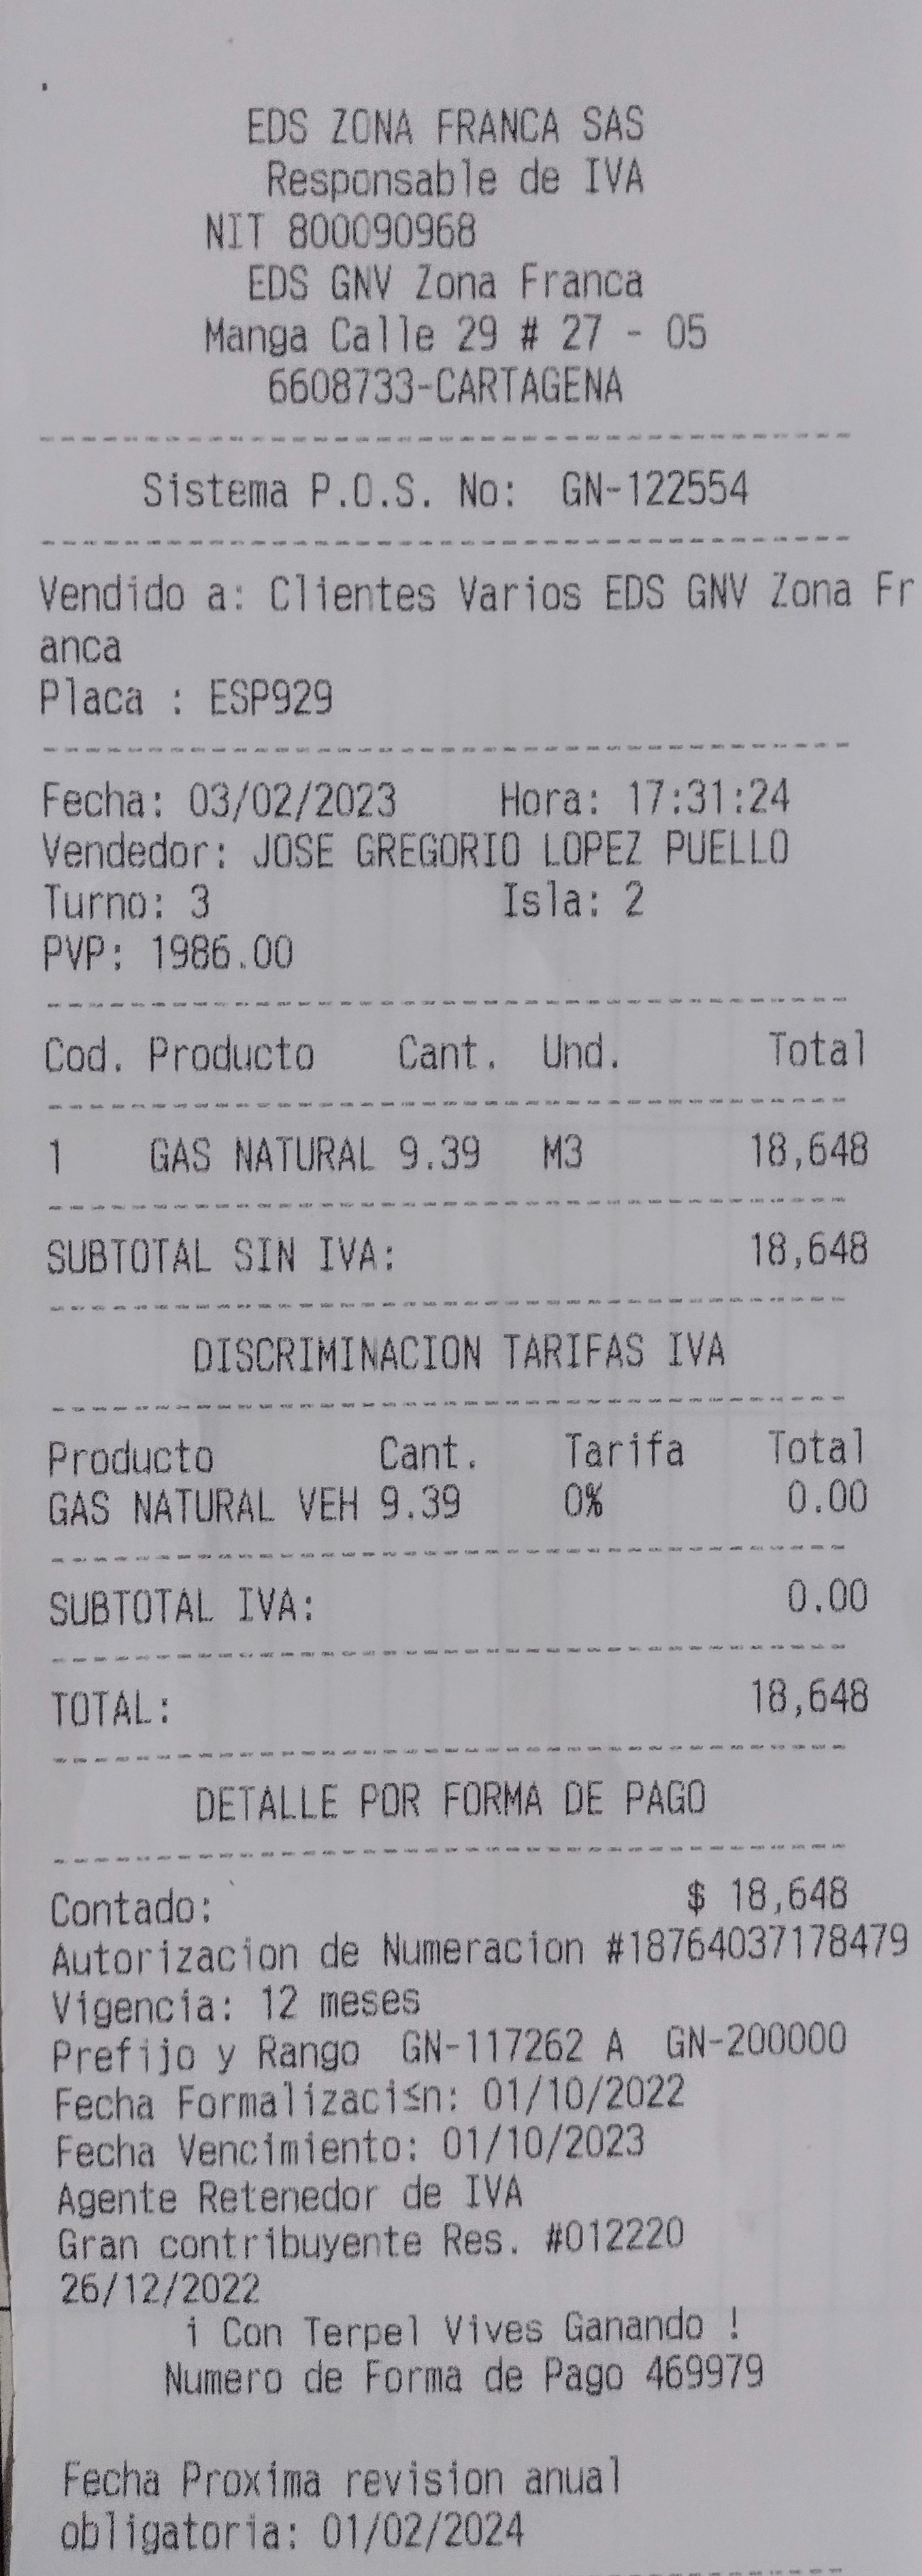 EDS ZONA FRANCA SAS
Responsable de IVA
NIT 800090968
EDS GNV Zona Franca
Manga Calle 29 # 27 - 05
6608733-CARTAGENA
Sistema P.O.S. No: GN-122554
Vendido a: Clientes Varios EDS GNV Zona Fr
anca
Placa : ESP929
Fecha: 03/02/2023 Hora: 17:31:24
Vendedor: JOSE GREGORIO LOPEZ PUELLO
Turno: 3 Isla: 2
PVP: 1986.00
Cod. Producto Cant. Und. Total
1 GAS NATURAL 9.39 M3 18,648
SUBTOTAL SIN IVA: 18,648
DISCRIMINACION TARIFAS IVA
Producto Cant. Tarifa Total
GAS NATURAL VEH 9.39 0% 0.00
SUBTOTAL IVA: 0.00
TOTAL: 18,648
DETALLE POR FORMA DE PAGO
Contado: $ 18,648
Autorizacion de Numeracion #18764037178479
Vigencia: 12 meses
Prefijo y Rango GN-117262 A GN-200000
Fecha Formalizaci≤n: 01/10/2022
Fecha Vencimiento: 01/10/2023
Agente Retenedor de IVA
Gran contribuyente Res. #012220
26/12/2022
¡ Con Terpel Vives Ganando !
Numero de Forma de Pago 469979
Fecha Proxima revision anual
obligatoria: 01/02/2024